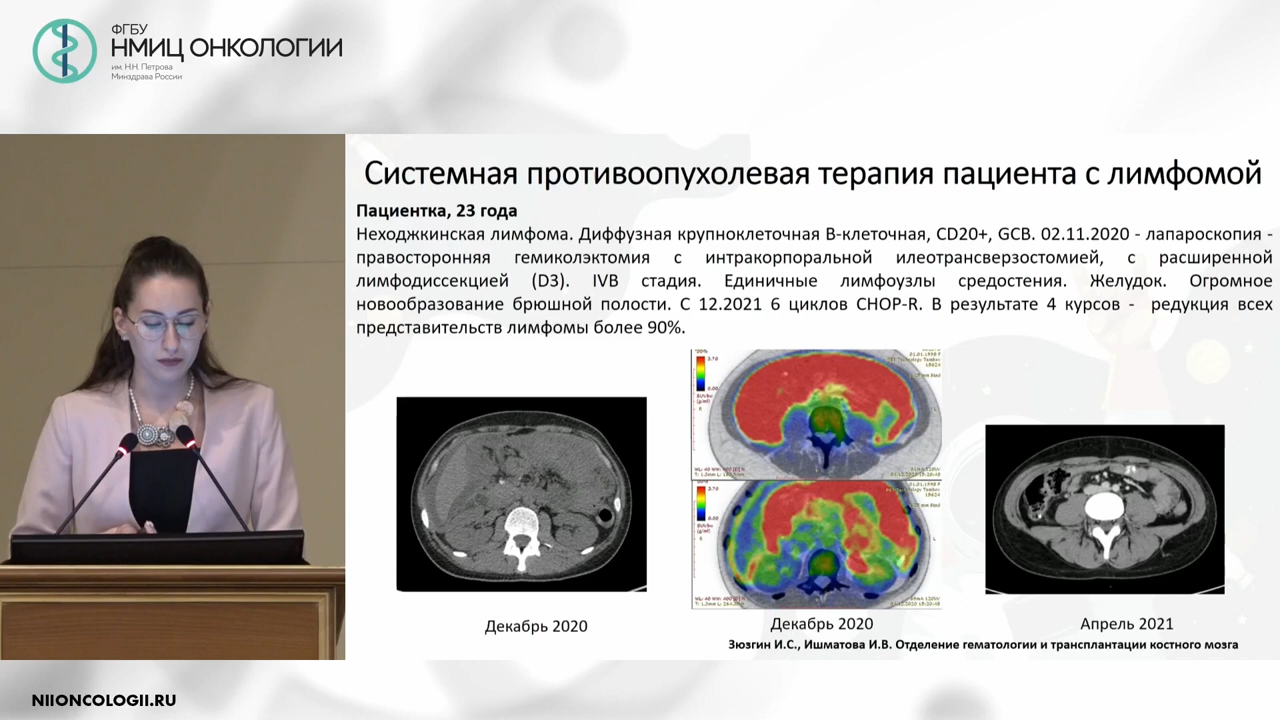 ФГБУ
НМИЦ ОНКОЛОГИИ
им. Н.Н. Петрова
Минздрава России
Системная противоопухолевая терапия пациента с лимфомой
Пациентка, 23 года
Неходжкинская лимфома. Диффузная крупноклеточная В-клеточная, CD20+, GCB. 02.11.2020 - лапароскопия -
правосторонняя гемиколэктомия с интракорпоральной илеотрансверзостомией, с расширенной
лимфодиссекцией (D3). IVB стадия. Единичные лимфоузлы средостения. Желудок. Огромное
новообразование брюшной полости. С 12.2021 6 циклов CHOP-R. В результате 4 курсов - редукция всех
представительств лимфомы более 90%.
Декабрь 2020
Декабрь 2020
Апрель 2021
Зюзгин И.С., Ишматова И.В. Отделение гематологии и трансплантации костного мозга
NIIONCOLOGII.RU